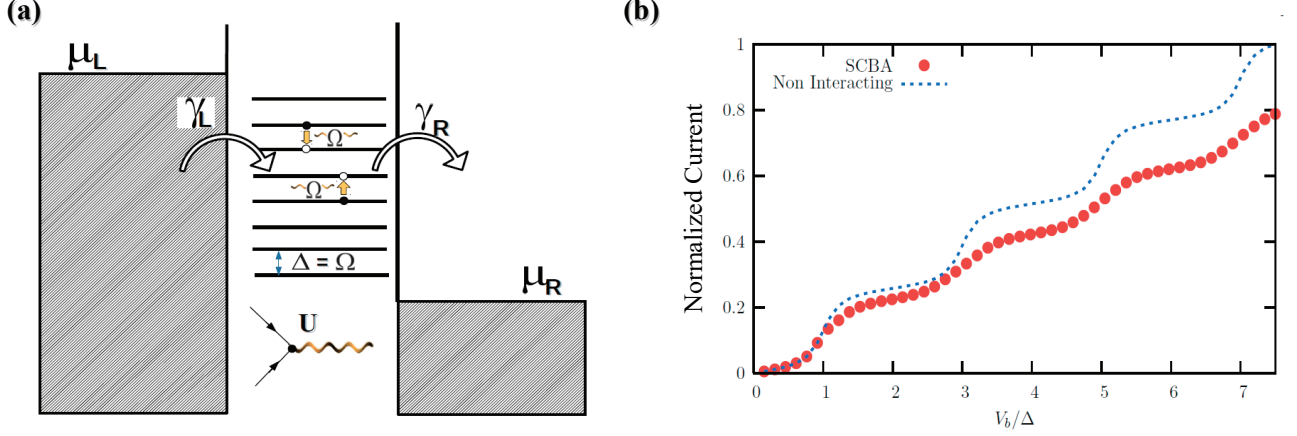 (a)
μL
γL
γR
Ω
Ω
Δ = Ω
μR
U
(b)
Normalized Current
1
0.8
0.6
0.4
0.2
0
SCBA
Non Interacting
0 1 2 3 4 5 6 7
V_b/Δ